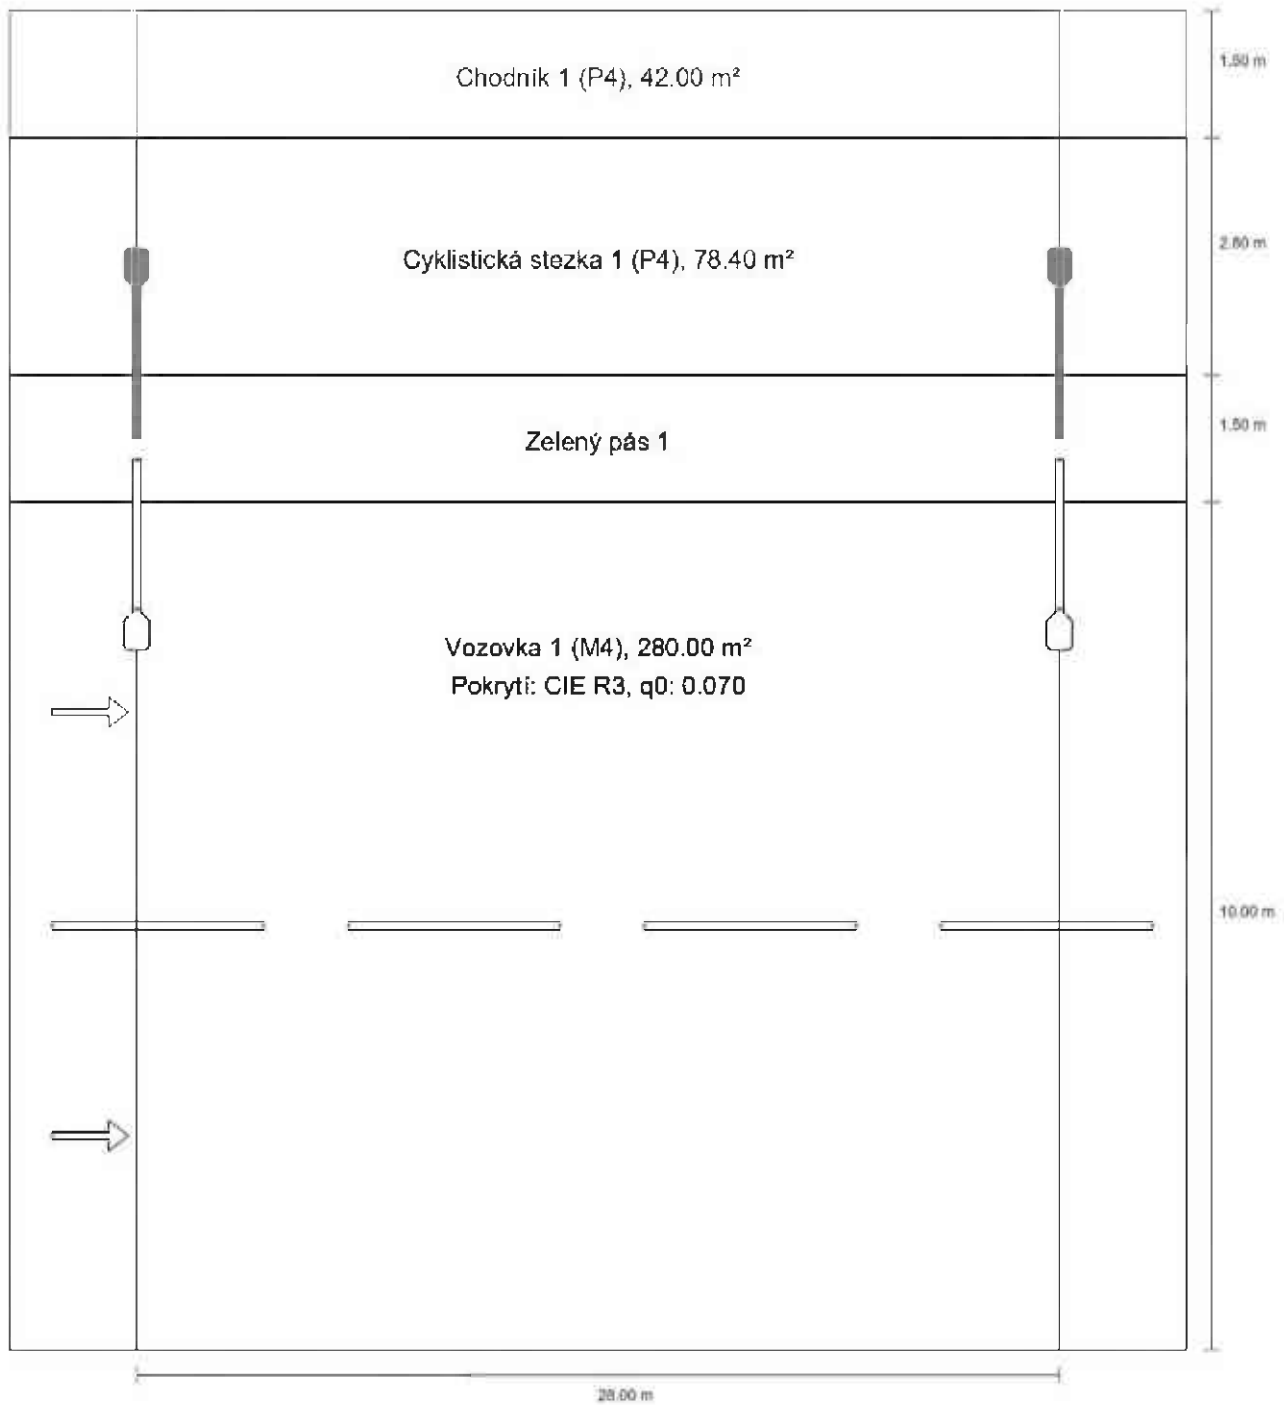 Chodník 1 (P4), 42.00 m²
1.50 m
Cyklistická stezka 1 (P4), 78.40 m²
2.80 m
Zelený pás 1
1.50 m
Vozovka 1 (M4), 280.00 m²
Pokrytí: CIE R3, q0: 0.070
10.00 m
28.00 m